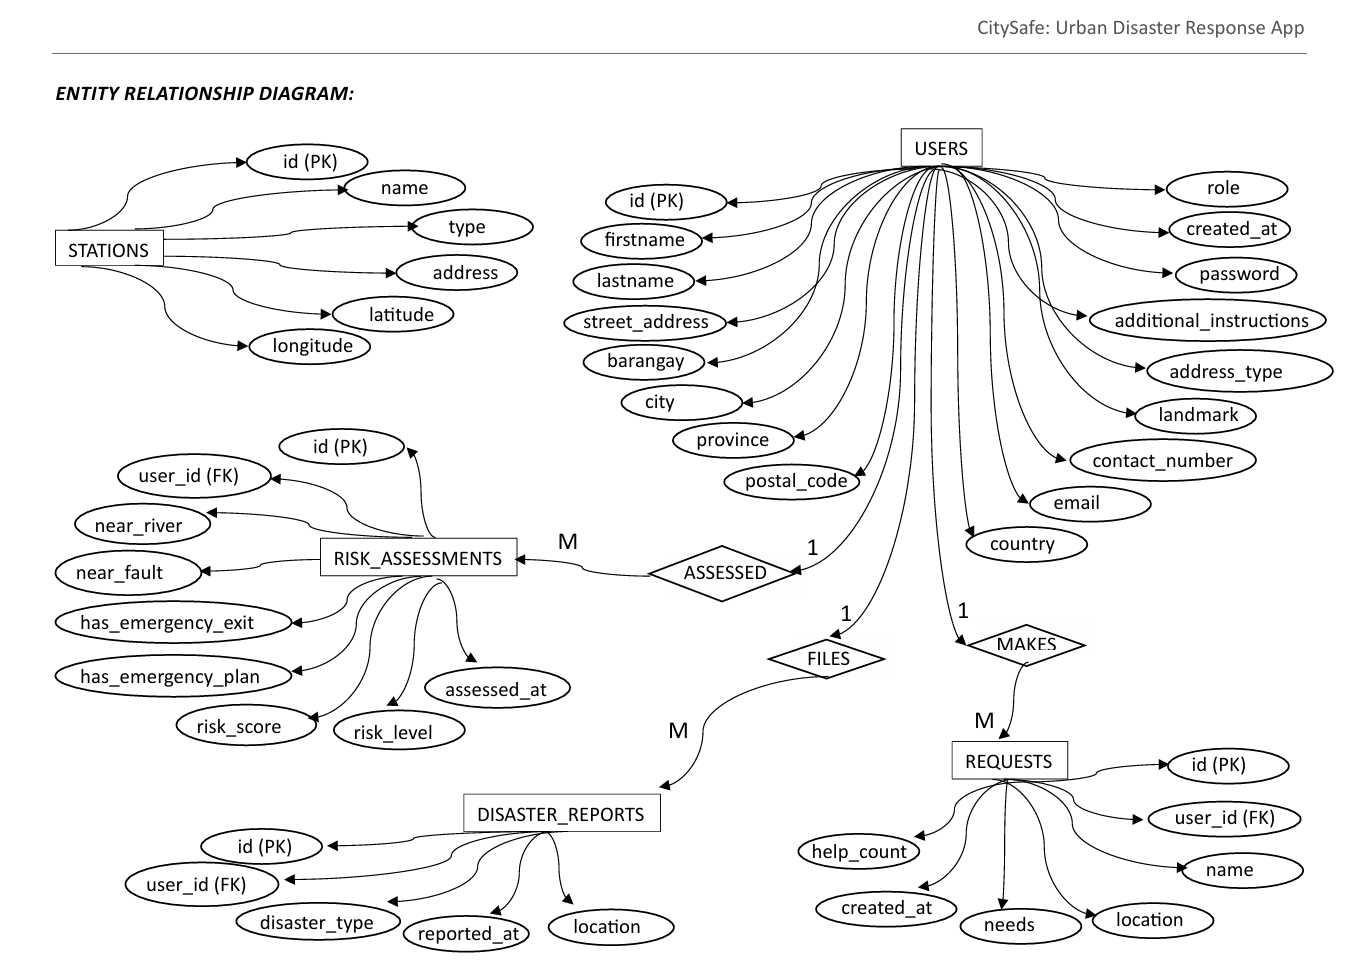 CitySafe: Urban Disaster Response App
ENTITY RELATIONSHIP DIAGRAM:
STATIONS
id (PK)
name
type
address
latitude
longitude
USERS
id (PK)
firstname
lastname
street_address
barangay
city
province
postal_code
role
created_at
password
additional_instructions
address_type
landmark
contact_number
email
country
RISK_ASSESSMENTS
id (PK)
user_id (FK)
near_river
near_fault
has_emergency_exit
has_emergency_plan
risk_score
risk_level
assessed_at
M
ASSESSED
1
1
FILES
M
1
MAKES
M
DISASTER_REPORTS
id (PK)
user_id (FK)
disaster_type
reported_at
location
REQUESTS
id (PK)
user_id (FK)
name
location
needs
created_at
help_count